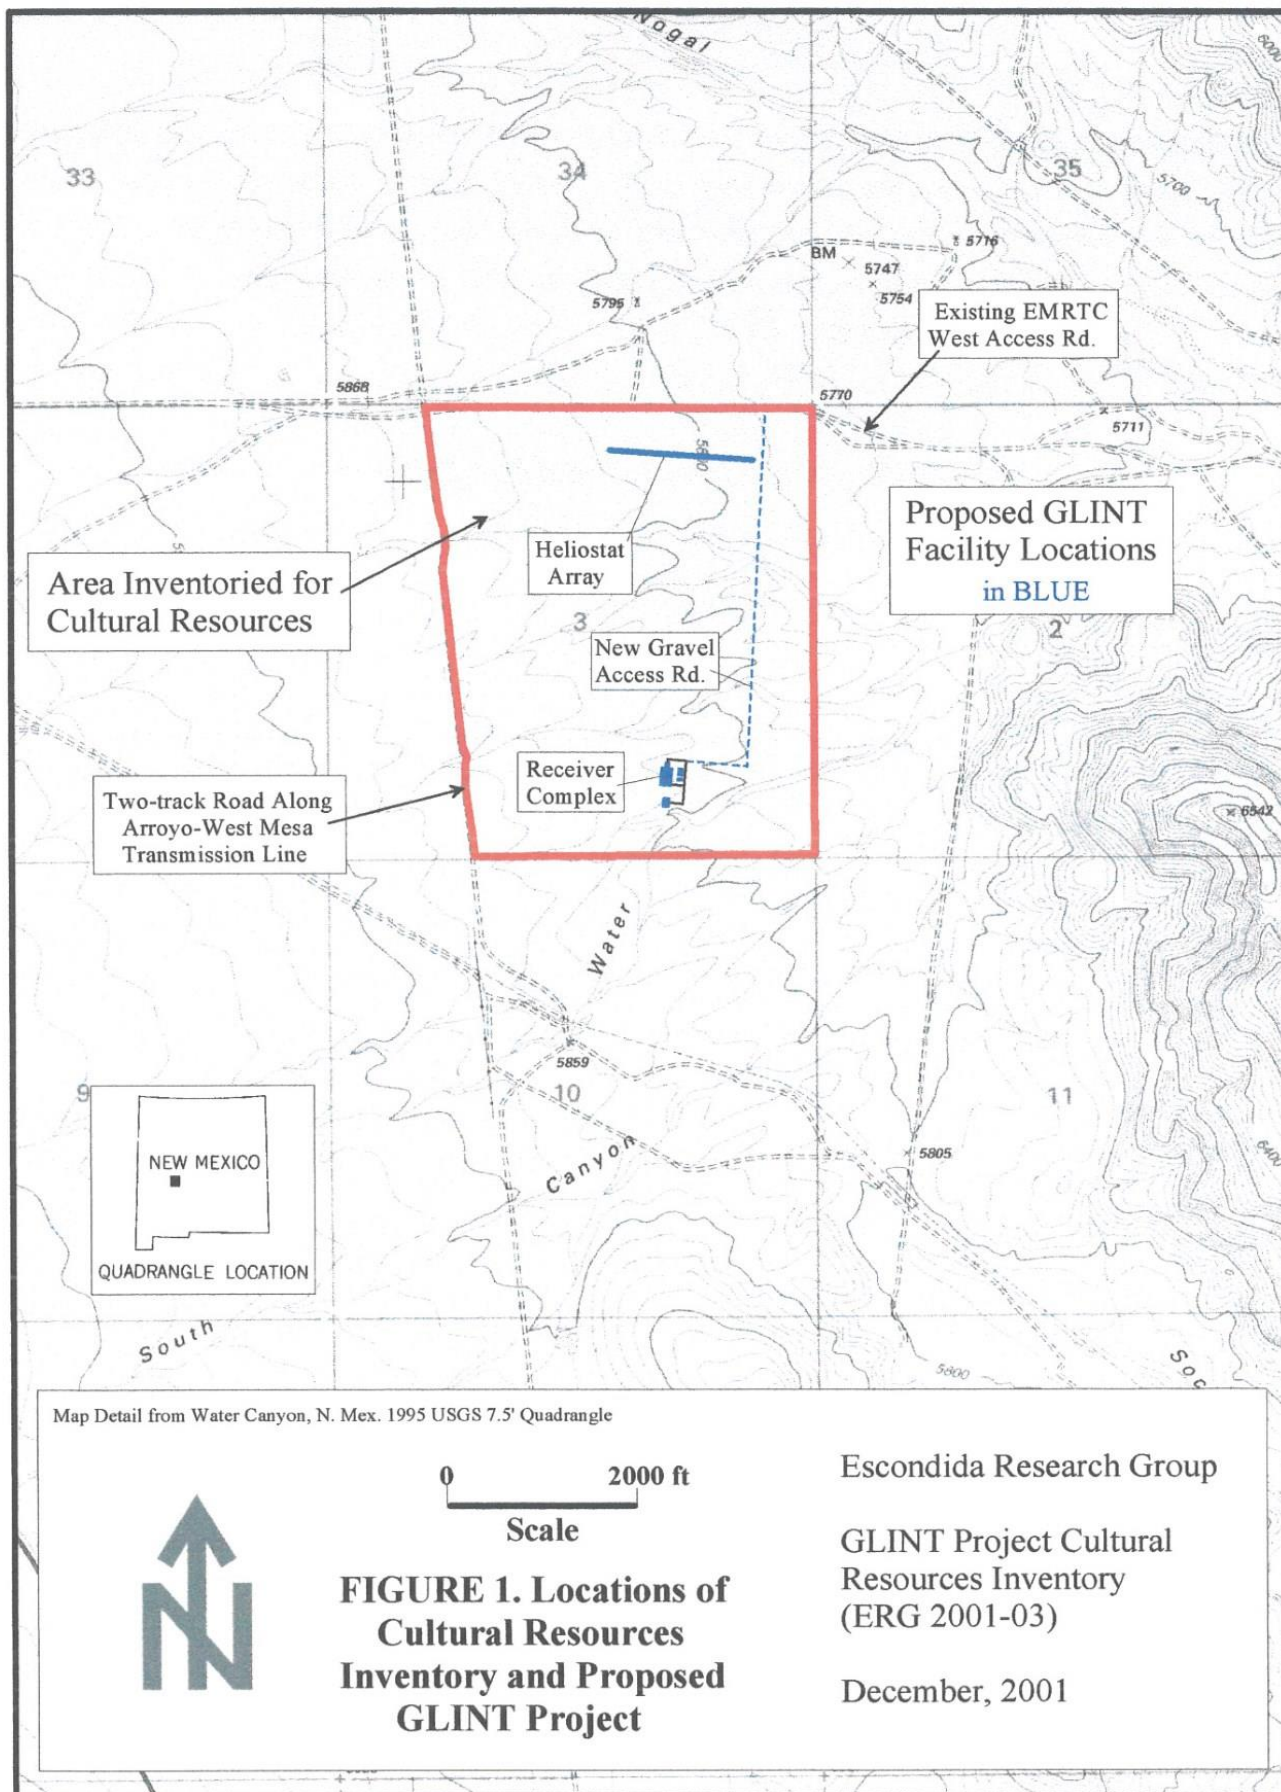 Nogal
6000
33
34
35
5700
5716
BM
5747
5754
5795
Existing EMRTC
West Access Rd.
5868
5770
5711
Proposed GLINT
Facility Locations
in BLUE
Heliostat
Array
Area Inventoried for
Cultural Resources
3
2
New Gravel
Access Rd.
Receiver
Complex
Two-track Road Along
Arroyo-West Mesa
Transmission Line
6542
Water
5859
9
10
11
Canyon
5805
6400
NEW MEXICO
QUADRANGLE LOCATION
South
5800
Soc
Map Detail from Water Canyon, N. Mex. 1995 USGS 7.5' Quadrangle
0 2000 ft
Scale
N
FIGURE 1. Locations of
Cultural Resources
Inventory and Proposed
GLINT Project
Escondida Research Group
GLINT Project Cultural
Resources Inventory
(ERG 2001-03)
December, 2001